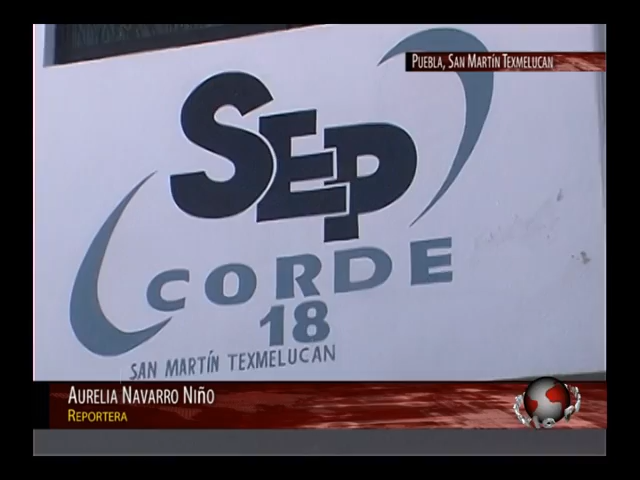 PUEBLA, SAN MARTÍN TEXMELUCAN
SEP
CORDE
18
SAN MARTÍN TEXMELUCAN
AURELIA NAVARRO NIÑO
REPORTERA